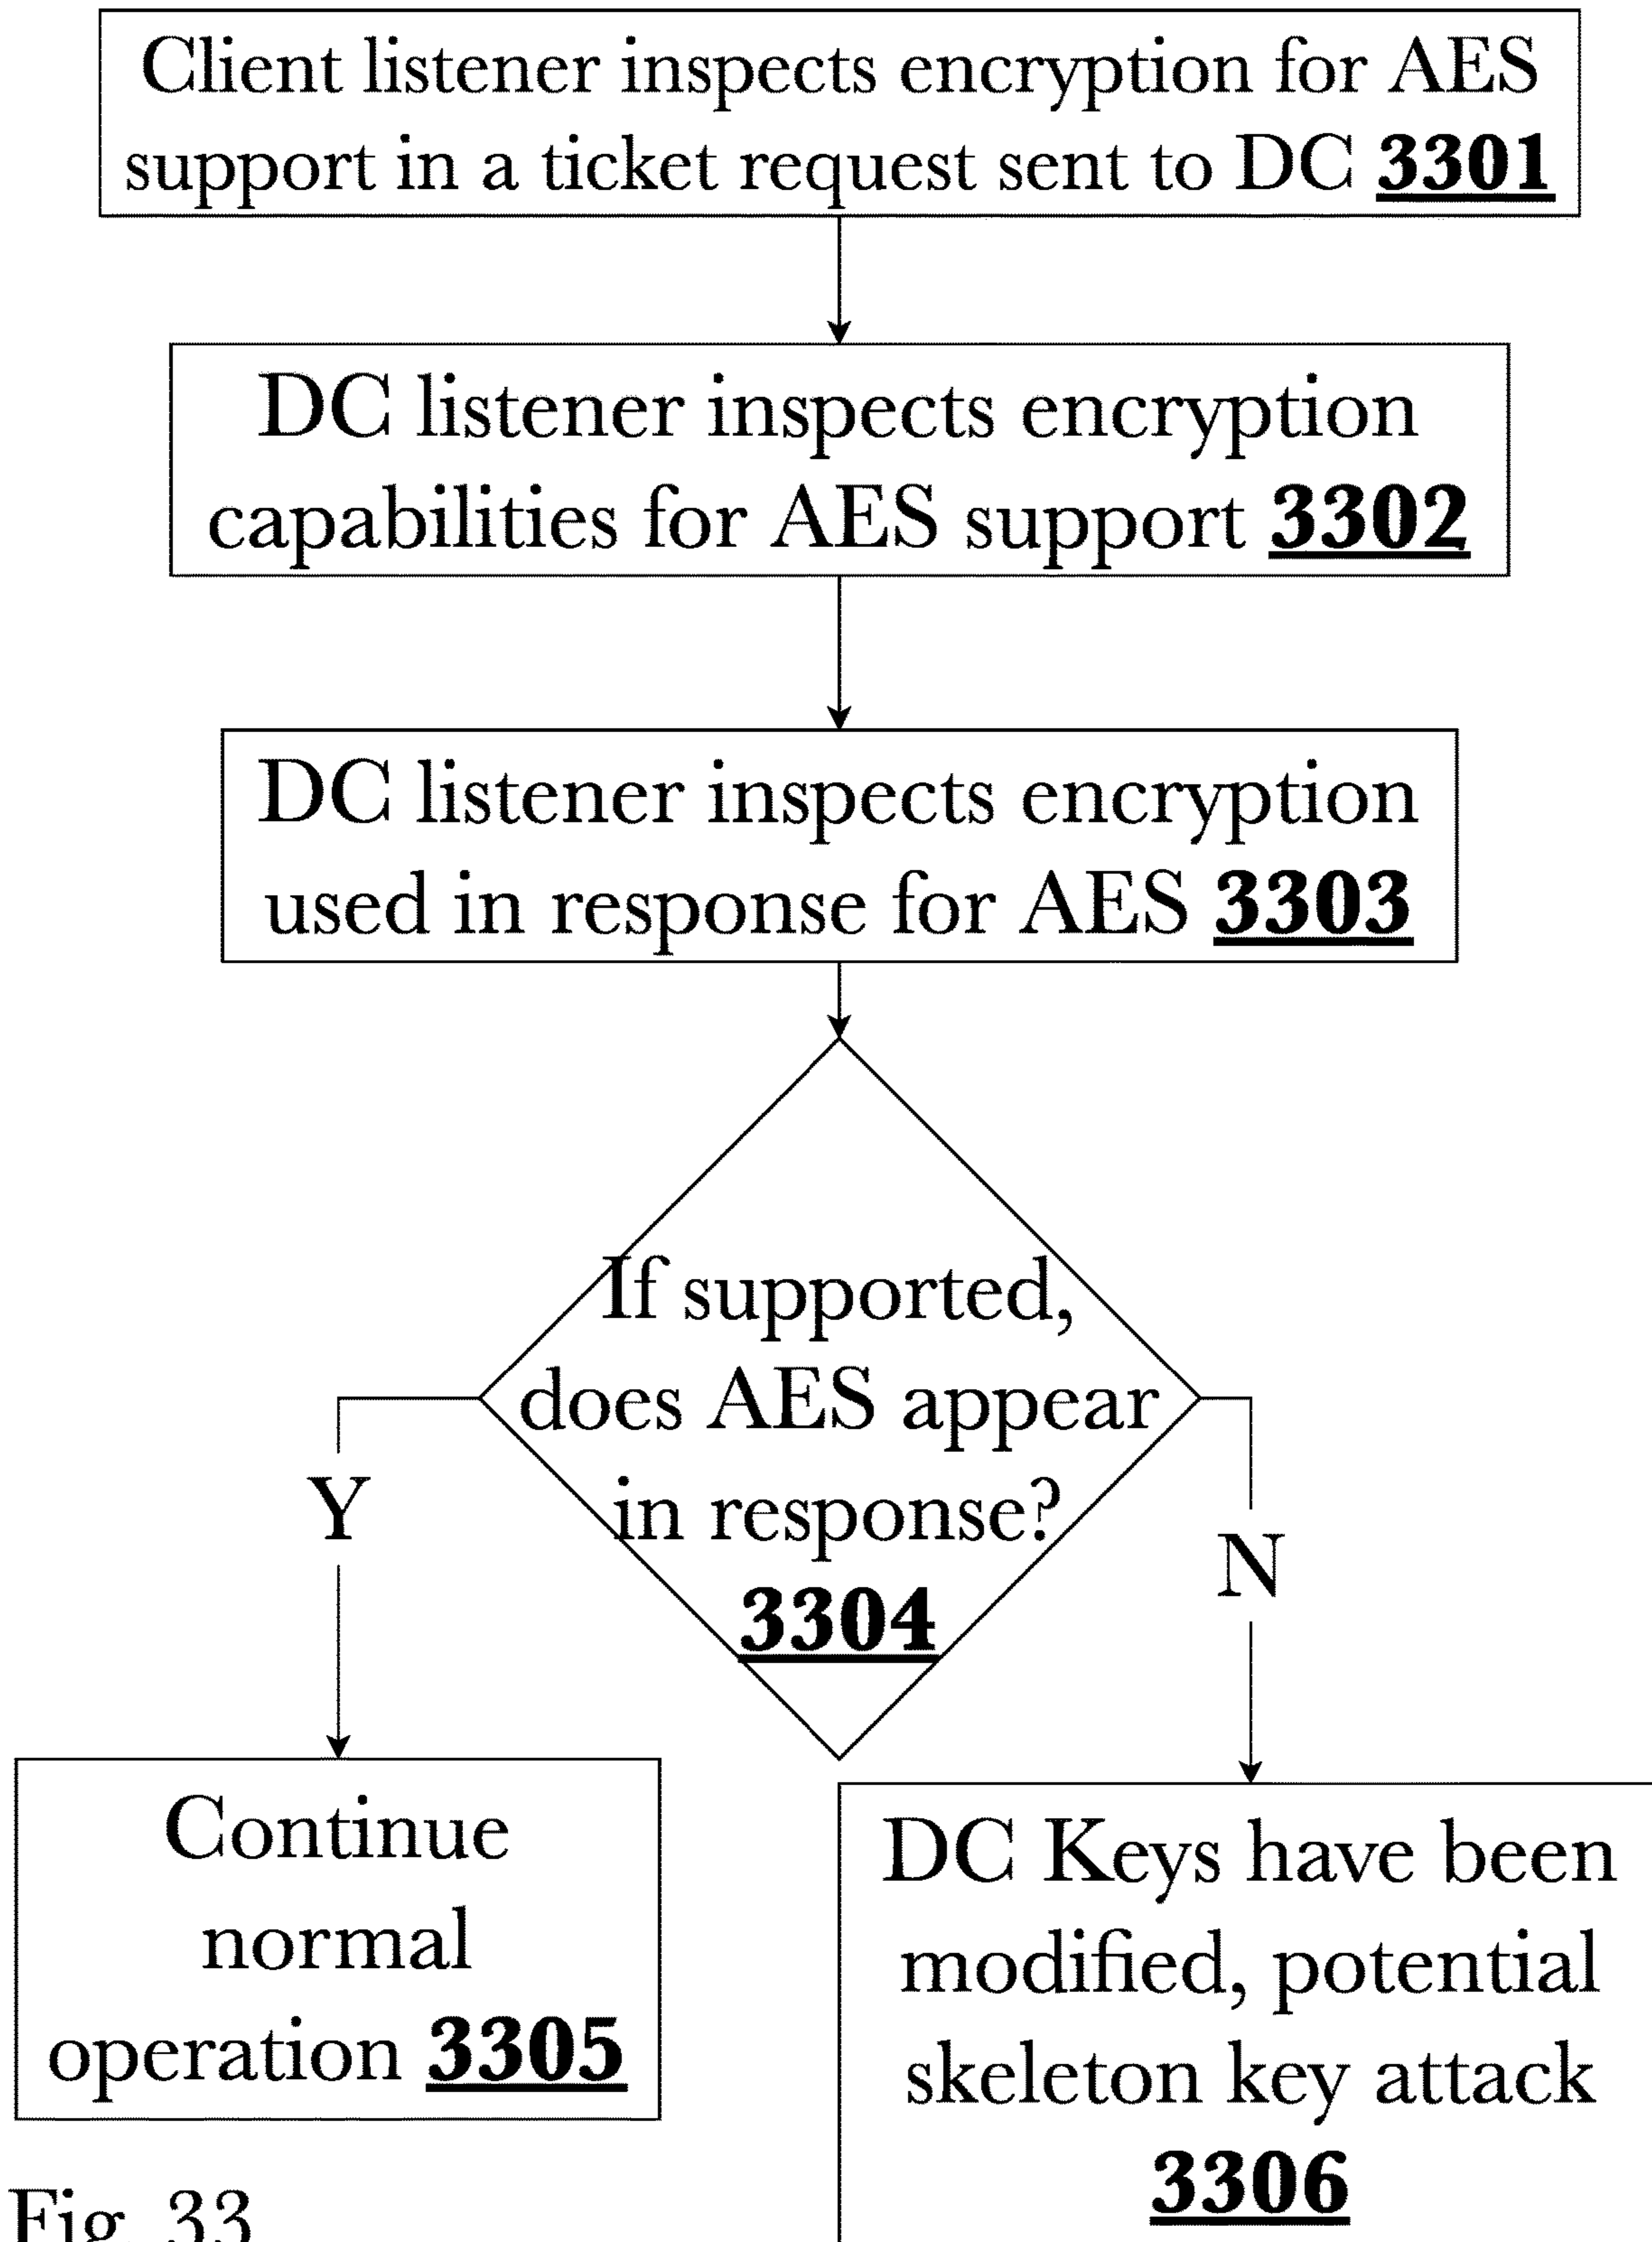 Client listener inspects encryption for AES
support in a ticket request sent to DC 3301
DC listener inspects encryption
capabilities for AES support 3302
DC listener inspects encryption
used in response for AES 3303
If supported,
does AES appear
in response?
3304
Y
N
Continue
normal
operation 3305
DC Keys have been
modified, potential
skeleton key attack
3306
Fig. 33